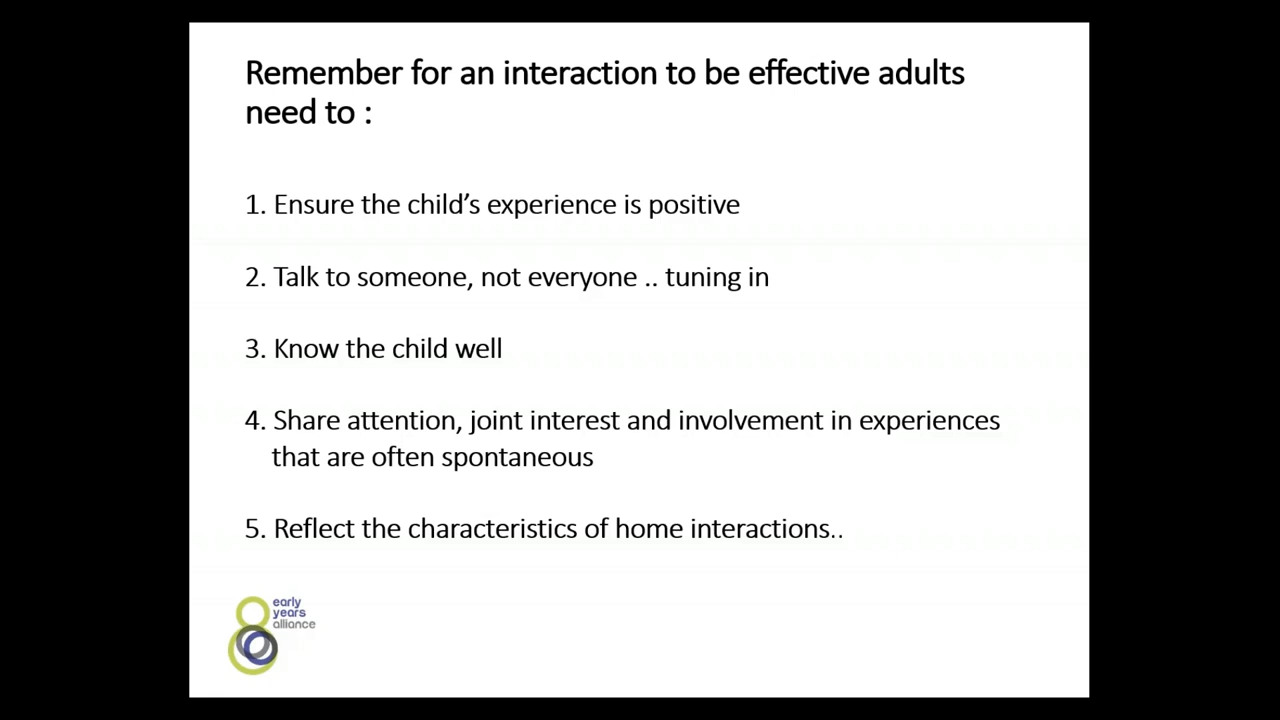 Remember for an interaction to be effective adults
need to :
1. Ensure the child’s experience is positive
2. Talk to someone, not everyone .. tuning in
3. Know the child well
4. Share attention, joint interest and involvement in experiences
that are often spontaneous
5. Reflect the characteristics of home interactions..
early
years
alliance